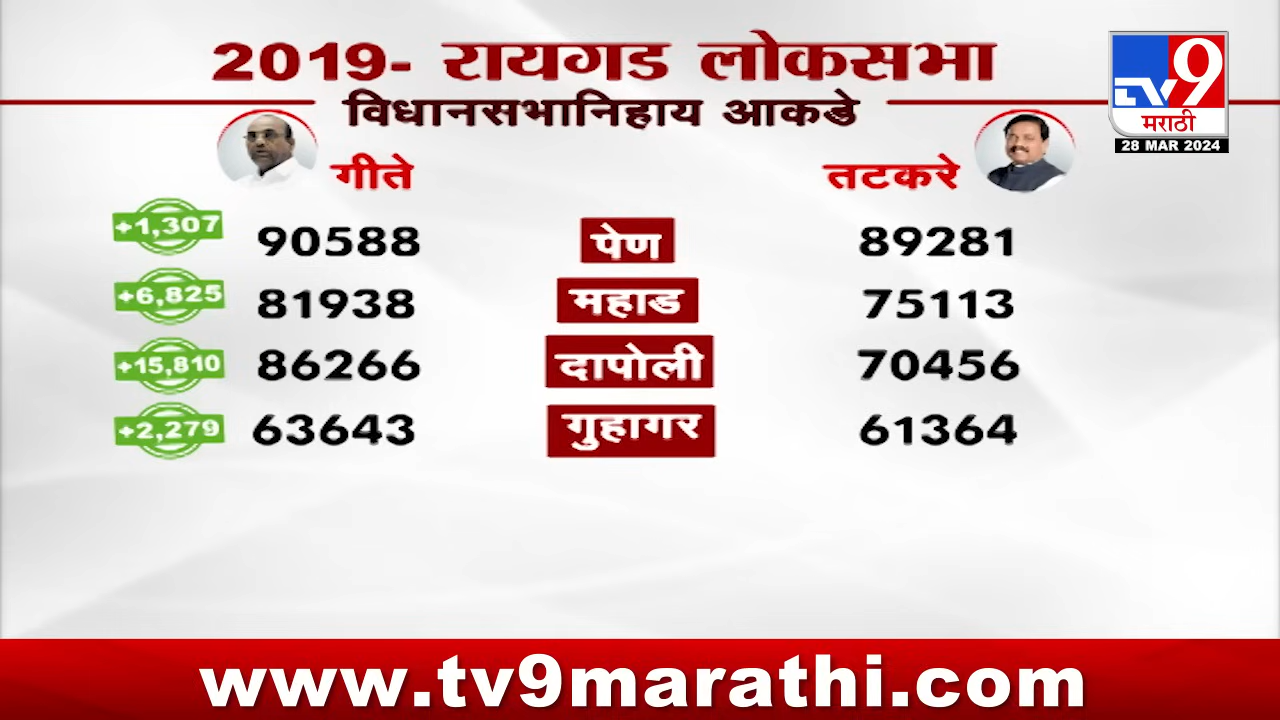 2019- रायगड लोकसभा
विधानसभानिहाय आकडे
TV9
मराठी
28 MAR 2024
गीते तटकरे
+1,307 90588 पेण 89281
+6,825 81938 महाड 75113
+15,810 86266 दापोली 70456
+2,279 63643 गुहागर 61364
www.tv9marathi.com